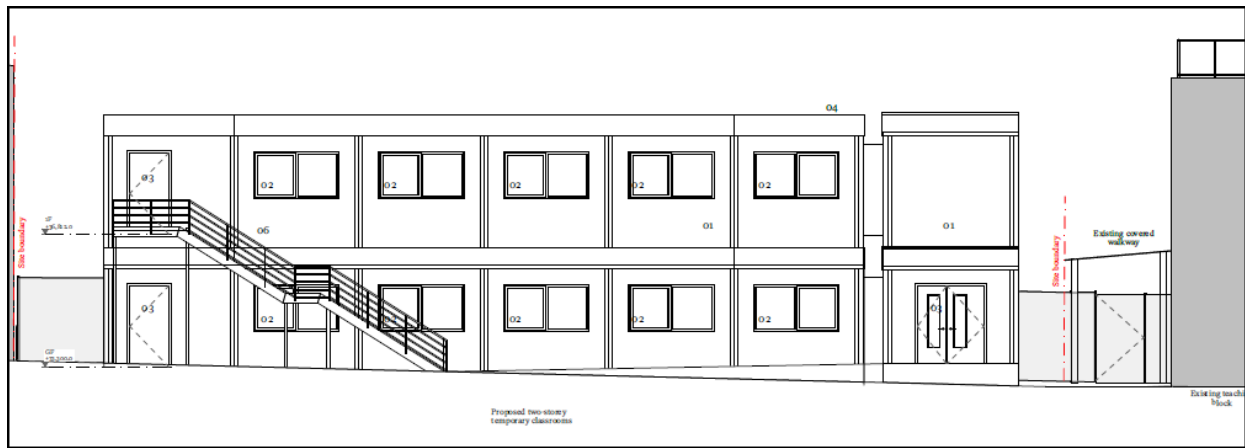 04
03
02
02
02
02
02
Site boundary
06
01
01
Existing covered
walkway
Site boundary
03
02
02
02
02
02
03
GF
Proposed two storey
temporary classrooms
Existing teachi
block